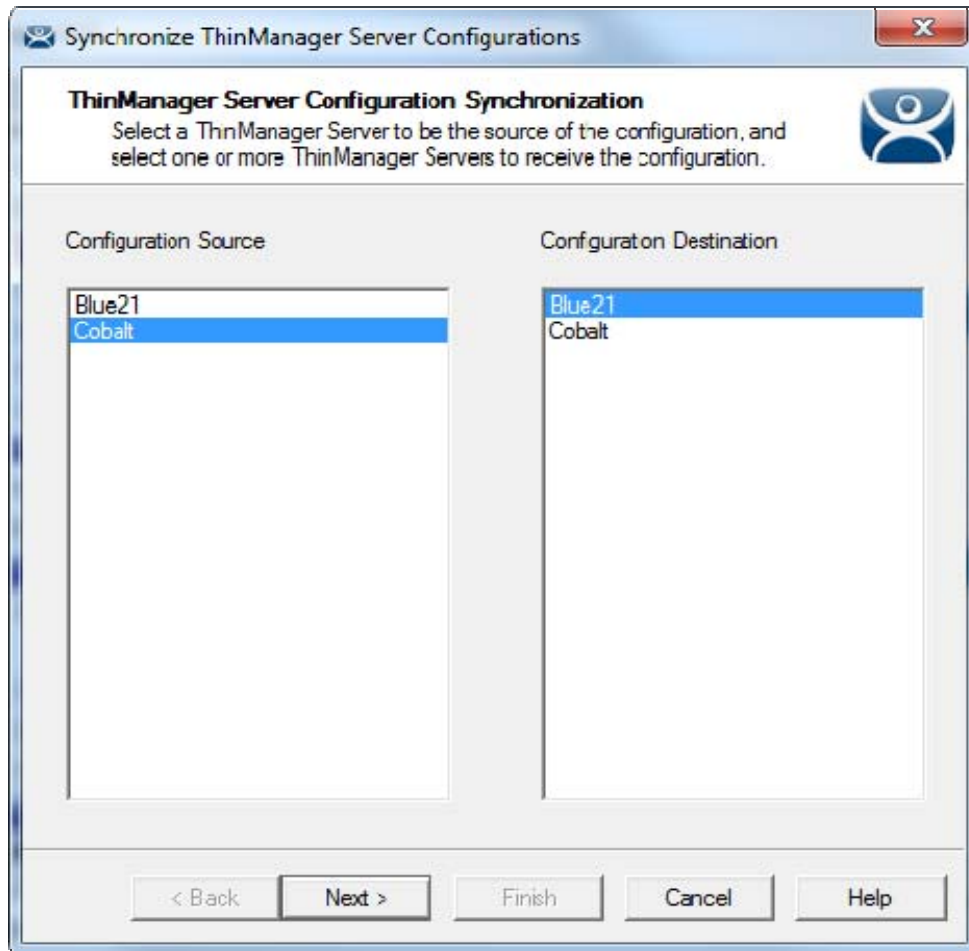 Synchronize ThinManager Server Configurations
ThinManager Server Configuration Synchronization
Select a ThinManager Server to be the source of the configuration, and
select one or more ThinManager Servers to receive the configuration.
Configuration Source
Configuration Destination
Blue21
Cobalt
Blue21
Cobalt
< Back
Next >
Finish
Cancel
Help